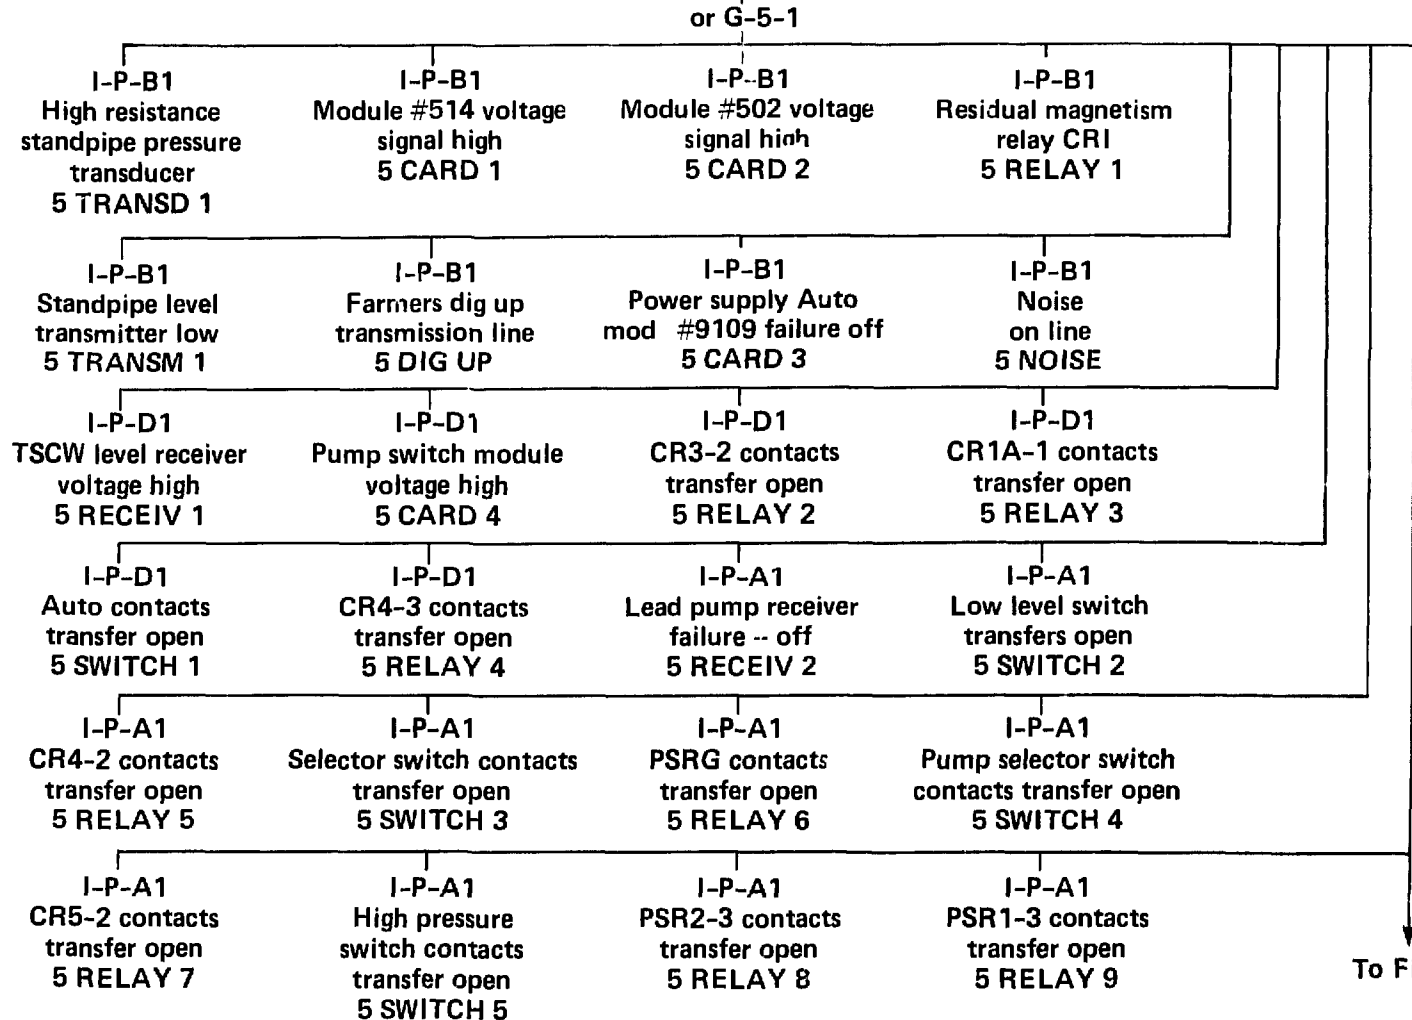 or G-5-1
I-P-B1
High resistance
standpipe pressure
transducer
5 TRANSD 1
I-P-B1
Module #514 voltage
signal high
5 CARD 1
I-P-B1
Module #502 voltage
signal high
5 CARD 2
I-P-B1
Residual magnetism
relay CRI
5 RELAY 1
I-P-B1
Standpipe level
transmitter low
5 TRANSM 1
I-P-B1
Farmers dig up
transmission line
5 DIG UP
I-P-B1
Power supply Auto
mod #9109 failure off
5 CARD 3
I-P-B1
Noise
on line
5 NOISE
I-P-D1
TSCW level receiver
voltage high
5 RECEIV 1
I-P-D1
Pump switch module
voltage high
5 CARD 4
I-P-D1
CR3-2 contacts
transfer open
5 RELAY 2
I-P-D1
CR1A-1 contacts
transfer open
5 RELAY 3
I-P-D1
Auto contacts
transfer open
5 SWITCH 1
I-P-D1
CR4-3 contacts
transfer open
5 RELAY 4
I-P-A1
Lead pump receiver
failure -- off
5 RECEIV 2
I-P-A1
Low level switch
transfers open
5 SWITCH 2
I-P-A1
CR4-2 contacts
transfer open
5 RELAY 5
I-P-A1
Selector switch contacts
transfer open
5 SWITCH 3
I-P-A1
PSRG contacts
transfer open
5 RELAY 6
I-P-A1
Pump selector switch
contacts transfer open
5 SWITCH 4
I-P-A1
CR5-2 contacts
transfer open
5 RELAY 7
I-P-A1
High pressure
switch contacts
transfer open
5 SWITCH 5
I-P-A1
PSR2-3 contacts
transfer open
5 RELAY 8
I-P-A1
PSR1-3 contacts
transfer open
5 RELAY 9
To F